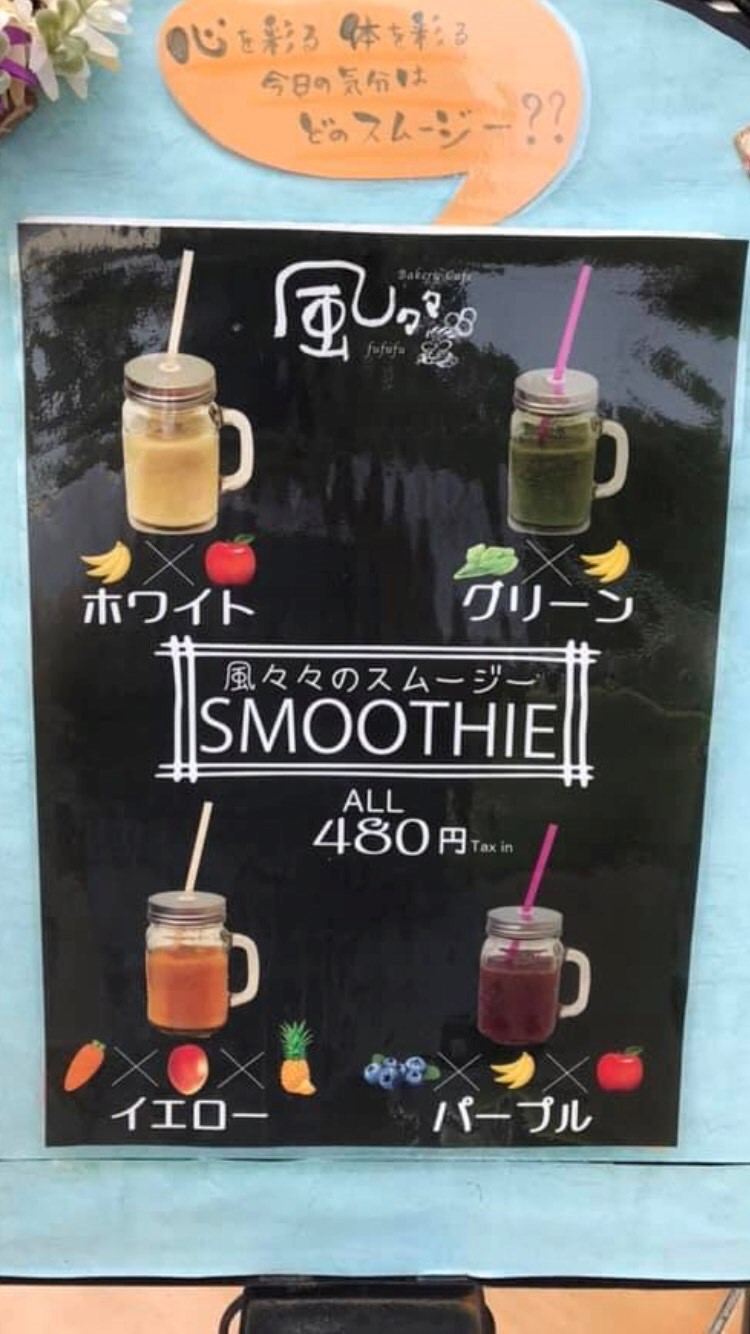 心を彩る 体を彩る
今日の気分は
どのスムージー??
Bakery Cafe
風々々
fufufu
ホワイト
グリーン
風々々のスムージー
SMOOTHIE
ALL
480円 Tax in
イエロー
パープル